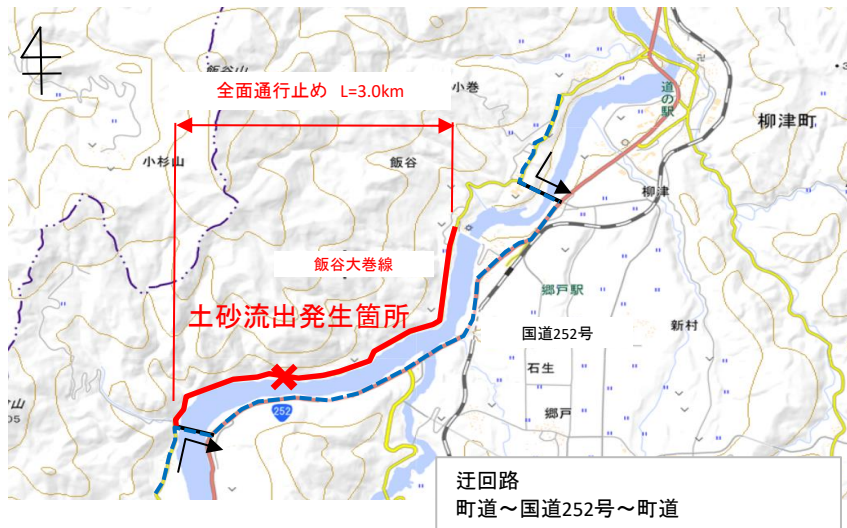 飯谷山
全面通行止め L=3.0km
小巻
道の駅
柳津町
小杉山
飯谷
柳津
飯谷大巻線
土砂流出発生箇所
郷戸駅
国道252号
新村
石生
252
郷戸
迂回路
町道～国道252号～町道